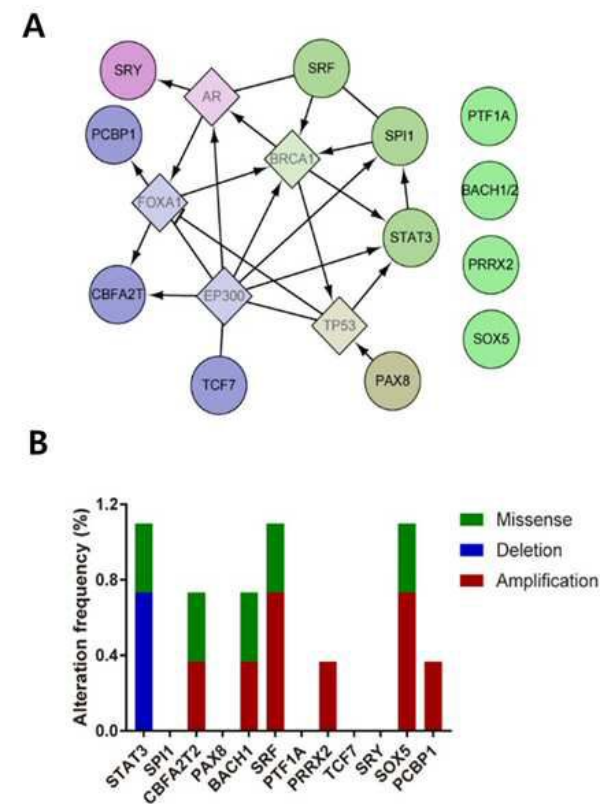 A
SRY
AR
SRF
PCBP1
SPI1
PTF1A
BRCA1
FOXA1
BACH1/2
STAT3
PRRX2
CBFA2T
EP300
TP53
SOX5
TCF7
PAX8
B
Alteration frequency (%)
1.2
0.8
0.4
0.0
STAT3
SPI1
CBFA2T2
PAX8
BACH1
SRF
PTF1A
PRRX2
TCF7
SRY
SOX5
PCBP1
Missense
Deletion
Amplification